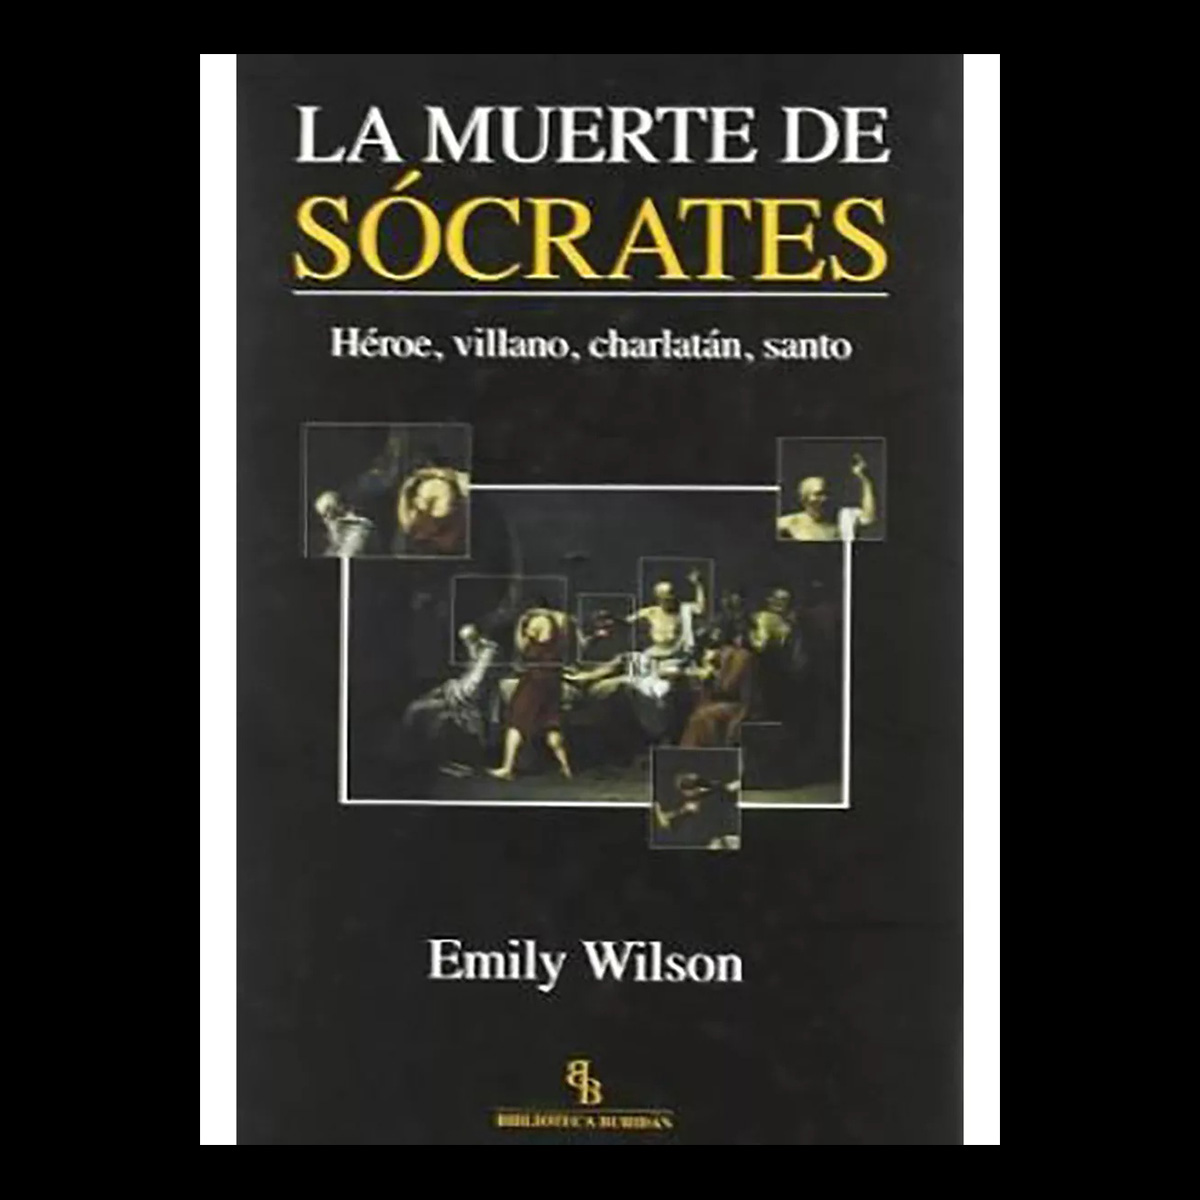 LA MUERTE DE
SÓCRATES
Héroe, villano, charlatán, santo
Emily Wilson
BIBLIOTECA BURIDÁN